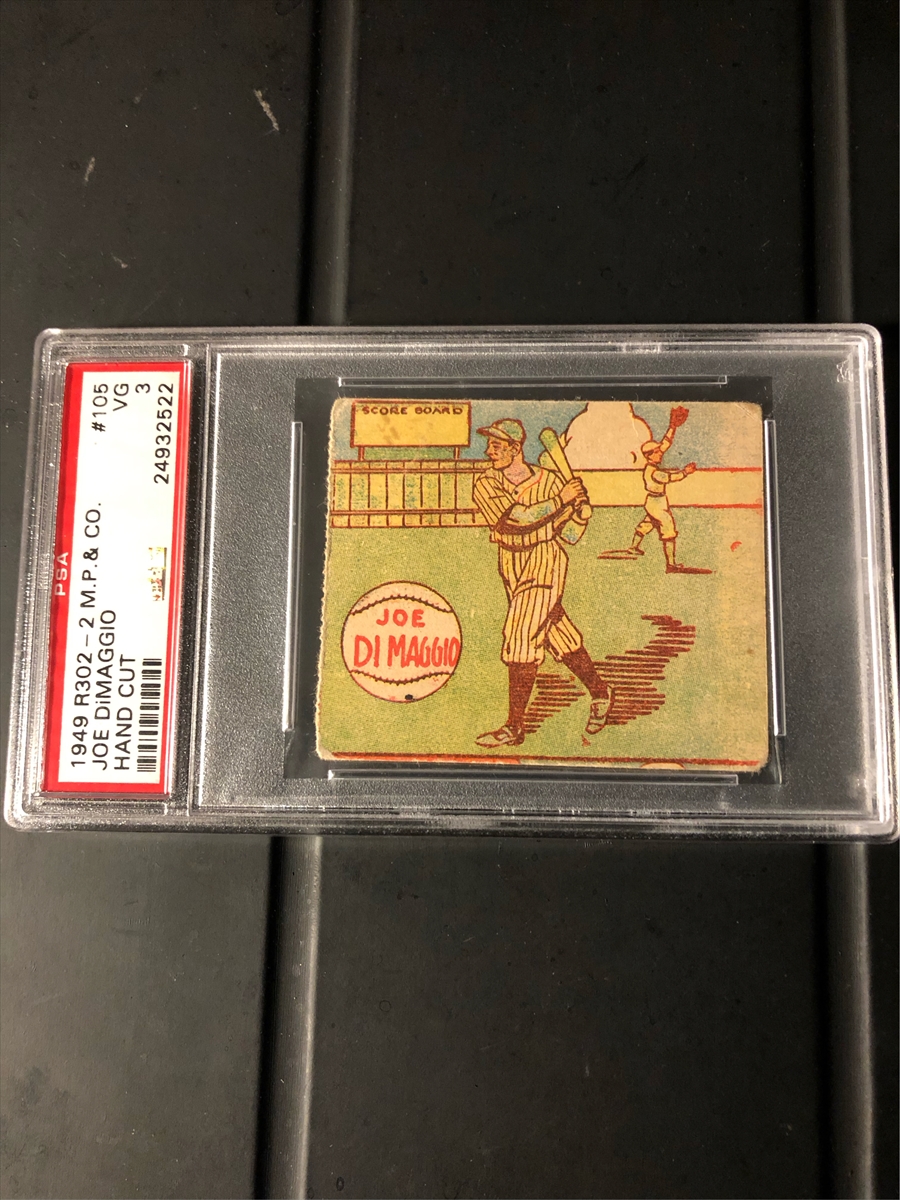 1949 R302-2 M.P. & CO. #105
JOE DiMAGGIO VG
HAND CUT 3
24932522
PSA
SCORE BOARD
JOE
DI MAGGIO